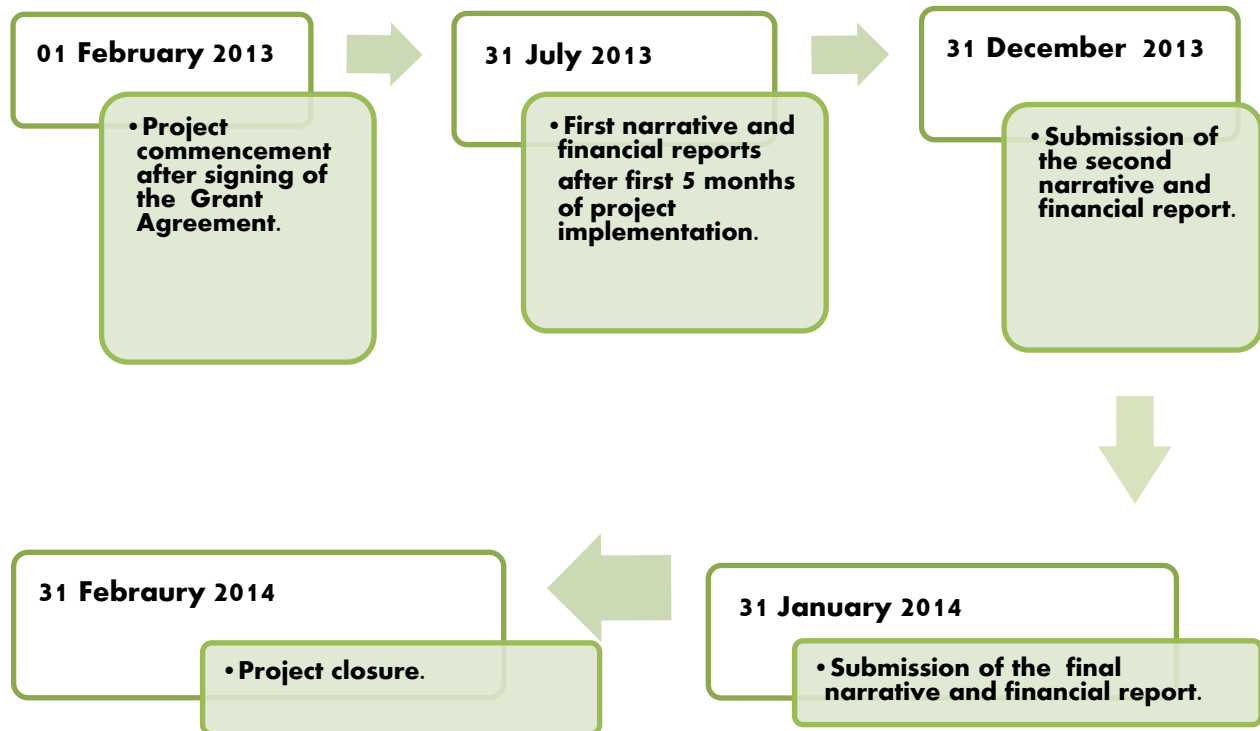 01 February 2013
• Project
commencement
after signing of
the Grant
Agreement.
31 July 2013
• First narrative and
financial reports
after first 5 months
of project
implementation.
31 December 2013
• Submission of
the second
narrative and
financial report.
31 January 2014
• Submission of the final
narrative and financial report.
31 Febraury 2014
• Project closure.